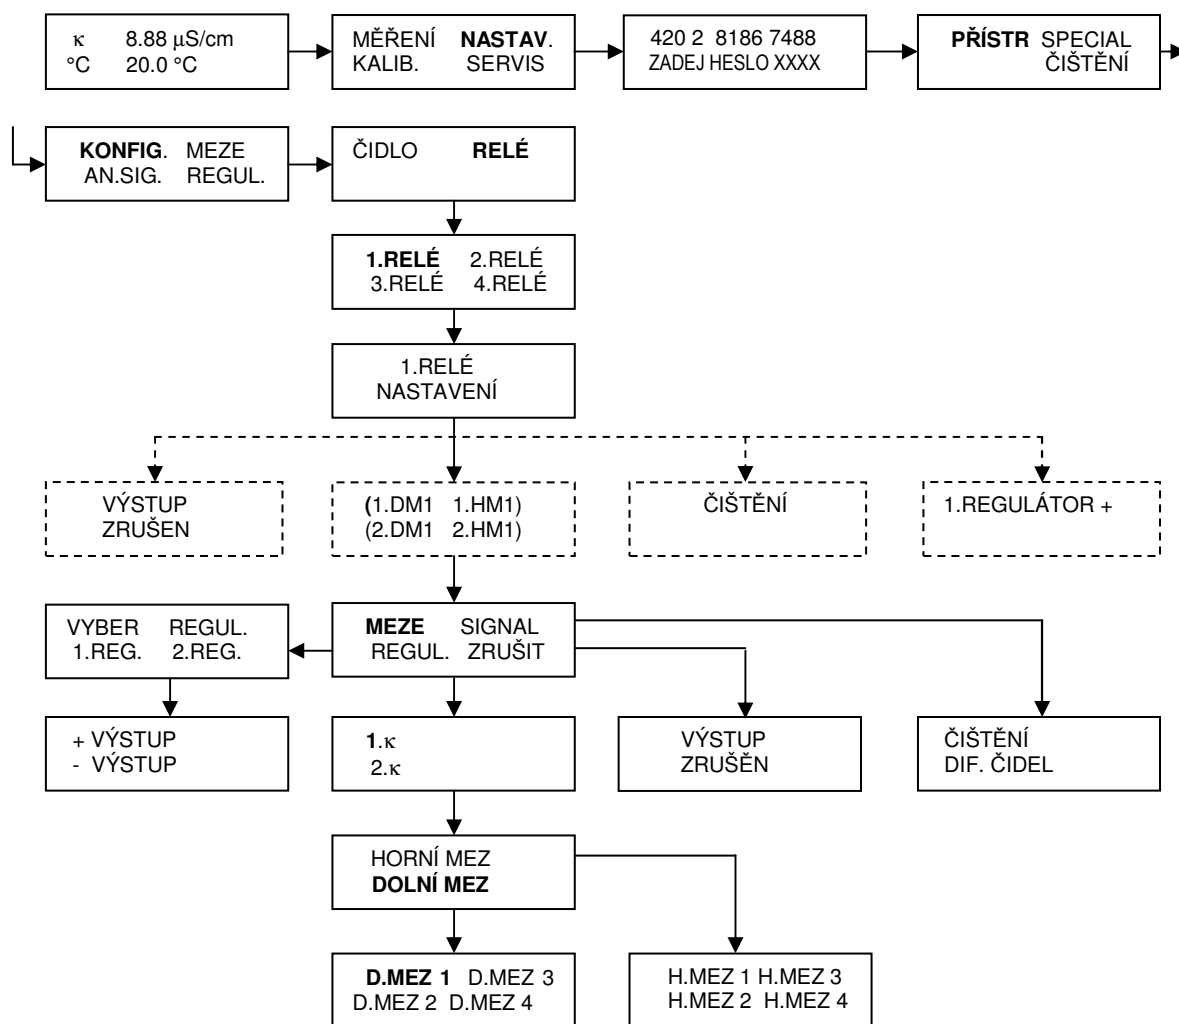 κ 8.88 µS/cm
°C 20.0 °C
MĚŘENÍ NASTAV.
KALIB. SERVIS
420 2 8186 7488
ZADEJ HESLO XXXX
PŘÍSTR SPECIAL
ČIŠTĚNÍ
KONFIG. MEZE
AN.SIG. REGUL.
ČIDLO RELÉ
1.RELÉ 2.RELÉ
3.RELÉ 4.RELÉ
1.RELÉ
NASTAVENÍ
VÝSTUP
ZRUŠEN
(1.DM1 1.HM1)
(2.DM1 2.HM1)
ČIŠTĚNÍ
1.REGULÁTOR +
VYBER REGUL.
1.REG. 2.REG.
MEZE SIGNAL
REGUL. ZRUŠIT
+ VÝSTUP
- VÝSTUP
1.κ
2.κ
VÝSTUP
ZRUŠĚN
ČIŠTĚNÍ
DIF. ČIDEL
HORNÍ MEZ
DOLNÍ MEZ
D.MEZ 1 D.MEZ 3
D.MEZ 2 D.MEZ 4
H.MEZ 1 H.MEZ 3
H.MEZ 2 H.MEZ 4